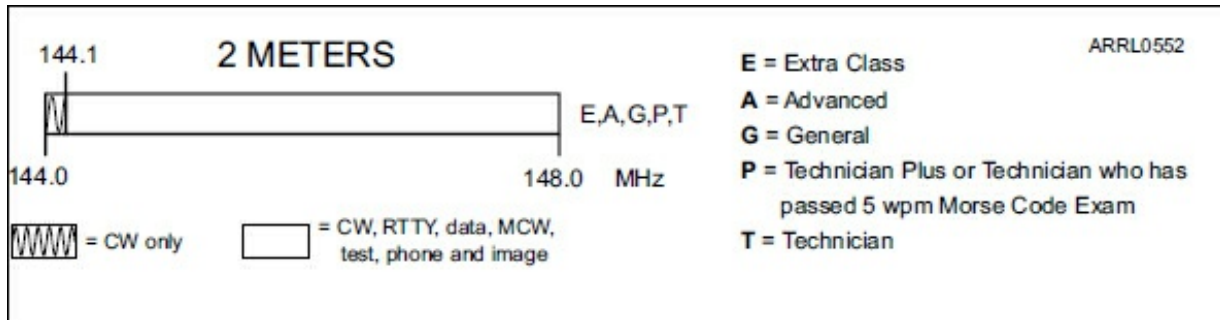 144.1
2 METERS
E,A,G,P,T
144.0
148.0 MHz
= CW only
= CW, RTTY, data, MCW,
test, phone and image
ARRL0552
E = Extra Class
A = Advanced
G = General
P = Technician Plus or Technician who has
passed 5 wpm Morse Code Exam
T = Technician